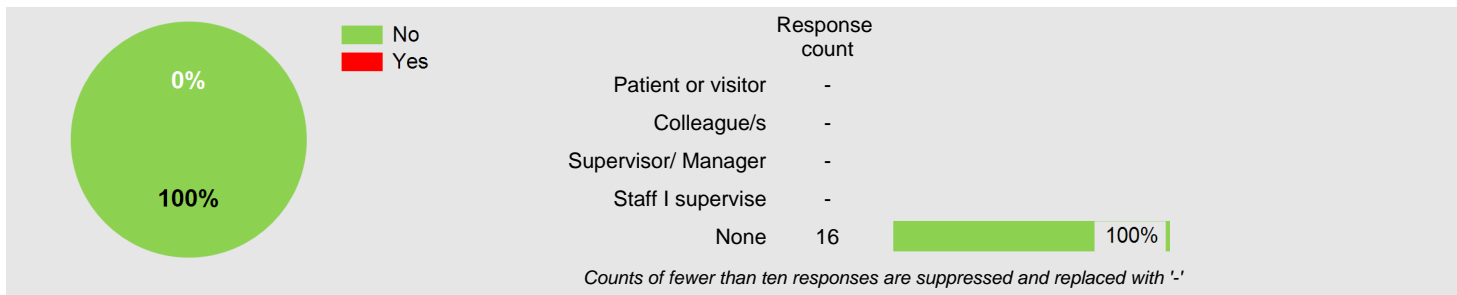 0%
100%
No
Yes
Response
count
Patient or visitor -
Colleague/s -
Supervisor/ Manager -
Staff I supervise -
None 16 100%
Counts of fewer than ten responses are suppressed and replaced with '-'